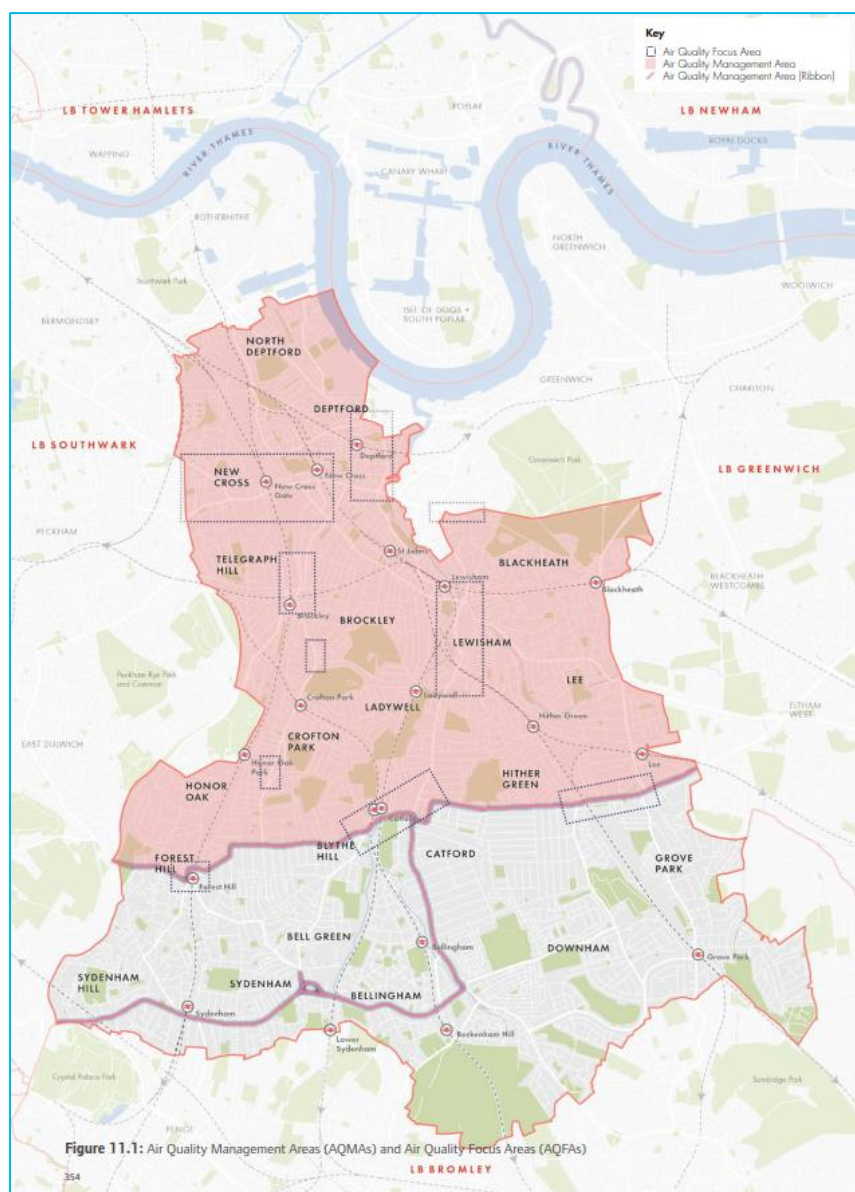 Key
Air Quality Focus Area
Air Quality Management Area
Air Quality Management Area (Ribbon)
POPLAR
LB TOWER HAMLETS
LB NEWHAM
ROYAL DOCKS
WAPPING
RIVER THAMES
RIVER THAMES
CANARY WHARF
ROTHERHITHE
NORTH
GREENWICH
Southwark Park
WOOLWICH
ISLE OF DOGS +
SOUTH POPLAR
BERMONDSEY
NORTH
DEPTFORD
GREENWICH
CHARLTON
DEPTFORD
LB SOUTHWARK
Deptford
Greenwich Park
LB GREENWICH
NEW
CROSS
New Cross
New Cross
Gate
PECKHAM
St Johns
TELEGRAPH
HILL
BLACKHEATH
Lewisham
Blackheath
BLACKHEATH
WESTCOMBE
Brockley
BROCKLEY
LEWISHAM
Peckham Rye Park
and Common
LEE
Ladywell
Crofton Park
LADYWELL
ELTHAM
WEST
Hither Green
EAST DULWICH
CROFTON
PARK
Honor Oak
Park
Lee
HONOR
OAK
HITHER
GREEN
Catford
BLYTHE
HILL
CATFORD
FOREST
HILL
GROVE
PARK
Forest Hill
BELL GREEN
Bellingham
DOWNHAM
Grove Park
SYDENHAM
HILL
SYDENHAM
BELLINGHAM
Sydenham
Lower
Sydenham
Beckenham Hill
Crystal Palace Park
Sundridge Park
PENGE
Figure 11.1: Air Quality Management Areas (AQMAs) and Air Quality Focus Areas (AQFAs)
LB BROMLEY
354